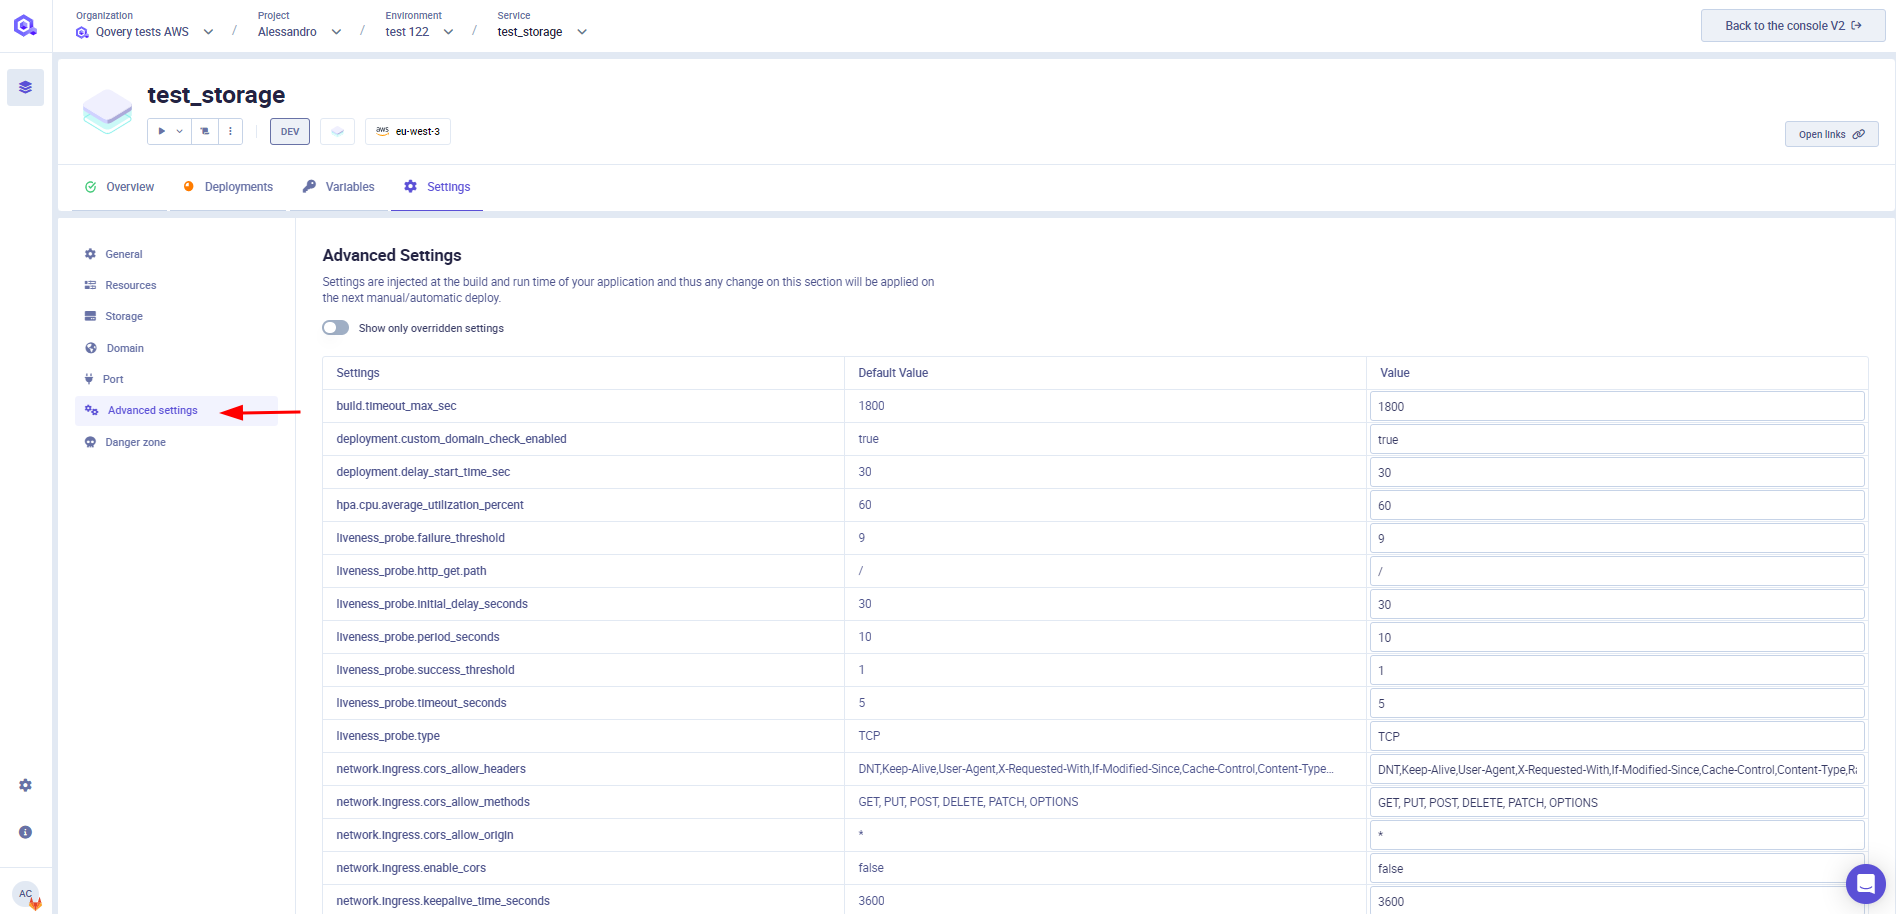 Organization
Qovery tests AWS
/
Project
Alessandro
/
Environment
test 122
/
Service
test_storage
Back to the console V2
test_storage
DEV
aws eu-west-3
Open links
Overview
Deployments
Variables
Settings
General
Resources
Storage
Domain
Port
Advanced settings
Danger zone
Advanced Settings
Settings are injected at the build and run time of your application and thus any change on this section will be applied on
the next manual/automatic deploy.
Show only overridden settings
Settings Default Value Value
build.timeout_max_sec 1800 1800
deployment.custom_domain_check_enabled true true
deployment.delay_start_time_sec 30 30
hpa.cpu.average_utilization_percent 60 60
liveness_probe.failure_threshold 9 9
liveness_probe.http_get.path / /
liveness_probe.initial_delay_seconds 30 30
liveness_probe.period_seconds 10 10
liveness_probe.success_threshold 1 1
liveness_probe.timeout_seconds 5 5
liveness_probe.type TCP TCP
network.ingress.cors_allow_headers DNT,Keep-Alive,User-Agent,X-Requested-With,If-Modified-Since,Cache-Control,Content-Type... DNT,Keep-Alive,User-Agent,X-Requested-With,If-Modified-Since,Cache-Control,Content-Type,Ra
network.ingress.cors_allow_methods GET, PUT, POST, DELETE, PATCH, OPTIONS GET, PUT, POST, DELETE, PATCH, OPTIONS
network.ingress.cors_allow_origin * *
network.ingress.enable_cors false false
network.ingress.keepalive_time_seconds 3600 3600
AC